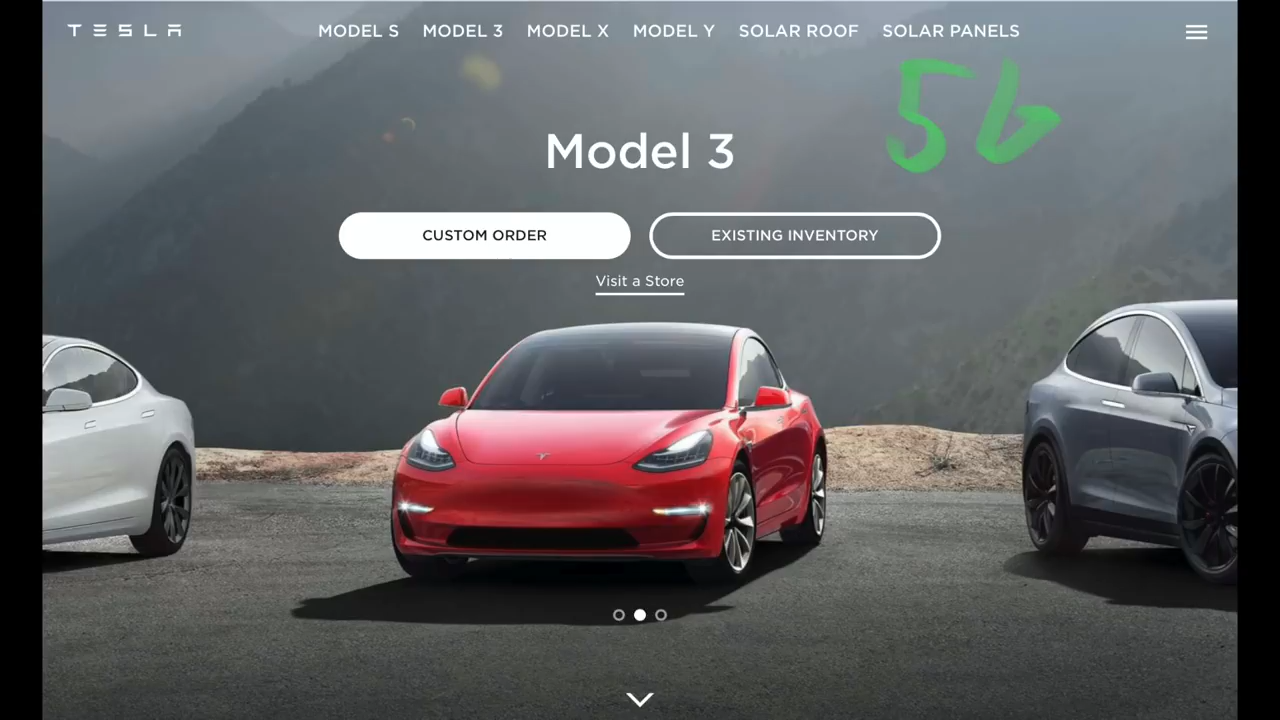 TESLA MODEL S MODEL 3 MODEL X MODEL Y SOLAR ROOF SOLAR PANELS
56
Model 3
CUSTOM ORDER EXISTING INVENTORY
Visit a Store